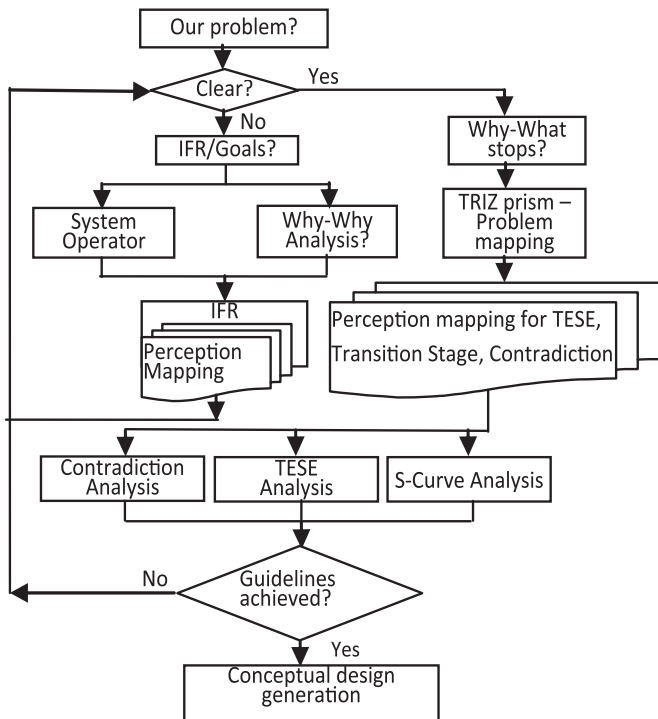 Our problem?
Clear?
Yes
No
IFR/Goals?
Why-What
stops?
System
Operator
Why-Why
Analysis?
TRIZ prism –
Problem
mapping
IFR
Perception
Mapping
Perception mapping for TESE,
Transition Stage, Contradiction
Contradiction
Analysis
TESE
Analysis
S-Curve Analysis
No
Guidelines
achieved?
Yes
Conceptual design
generation